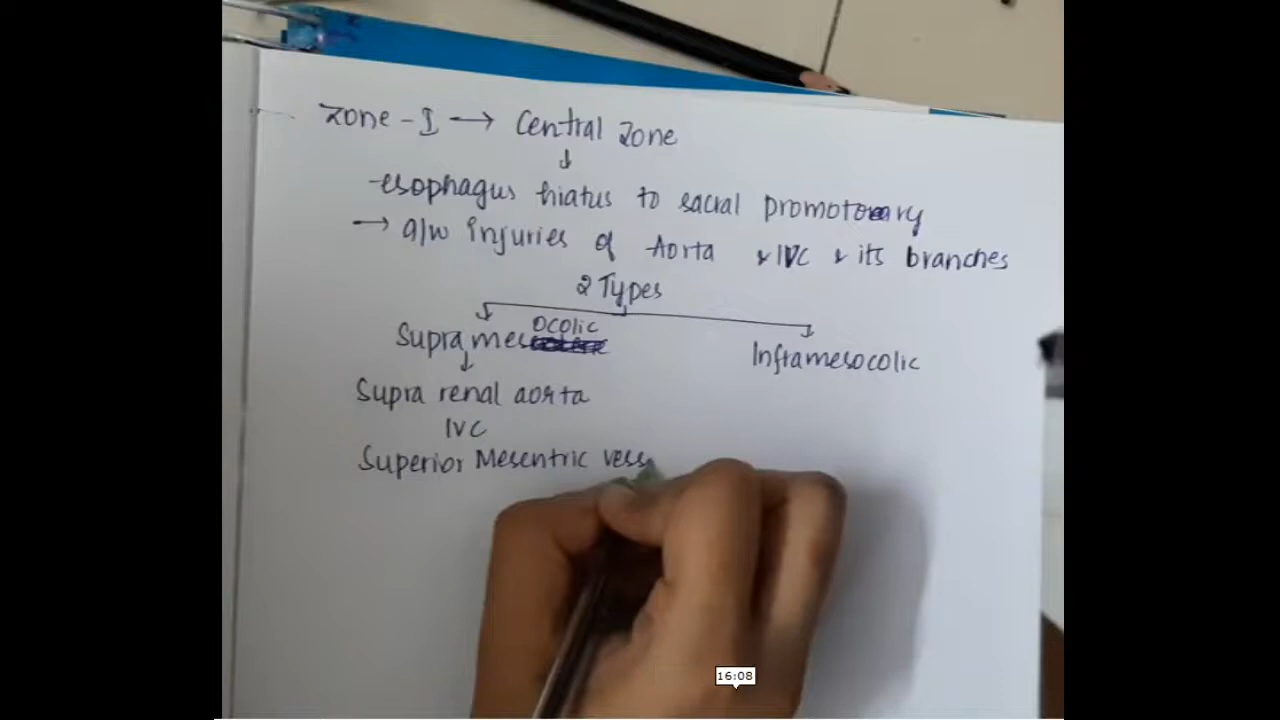 Zone - I → Central Zone
↓
-esophagus hiatus to sacral promotory
→ a/w injuries of Aorta & IVC & its branches
2 Types
Supramesocolic
Inframesocolic
↓
Supra renal aorta
IVC
Superior Mesentric vess
16:08